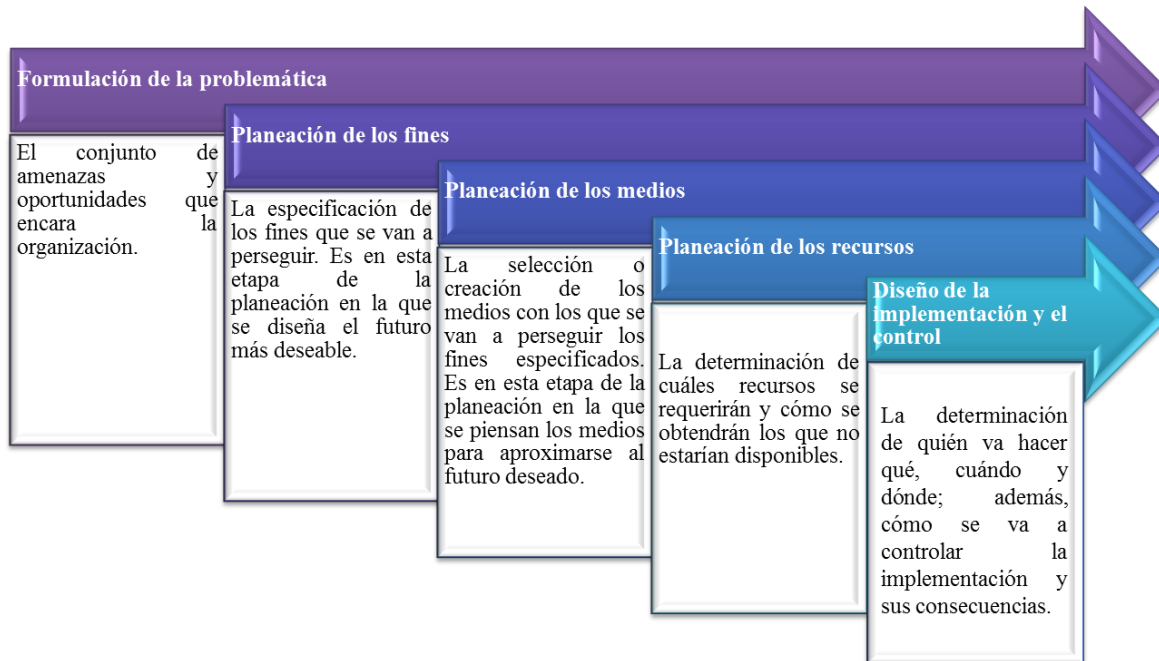 Formulación de la problemática
El conjunto de
amenazas y
oportunidades que
encara la
organización.
Planeación de los fines
La especificación de
los fines que se van a
perseguir. Es en esta
etapa de la
planeación en la que
se diseña el futuro
más deseable.
Planeación de los medios
La selección o
creación de los
medios con los que se
van a perseguir los
fines especificados.
Es en esta etapa de la
planeación en la que
se piensan los medios
para aproximarse al
futuro deseado.
Planeación de los recursos
La determinación de
cuáles recursos se
requerirán y cómo se
obtendrán los que no
estarían disponibles.
Diseño de la
implementación y el
control
La determinación
de quién va hacer
qué, cuándo y
dónde; además,
cómo se va a
controlar la
implementación y
sus consecuencias.